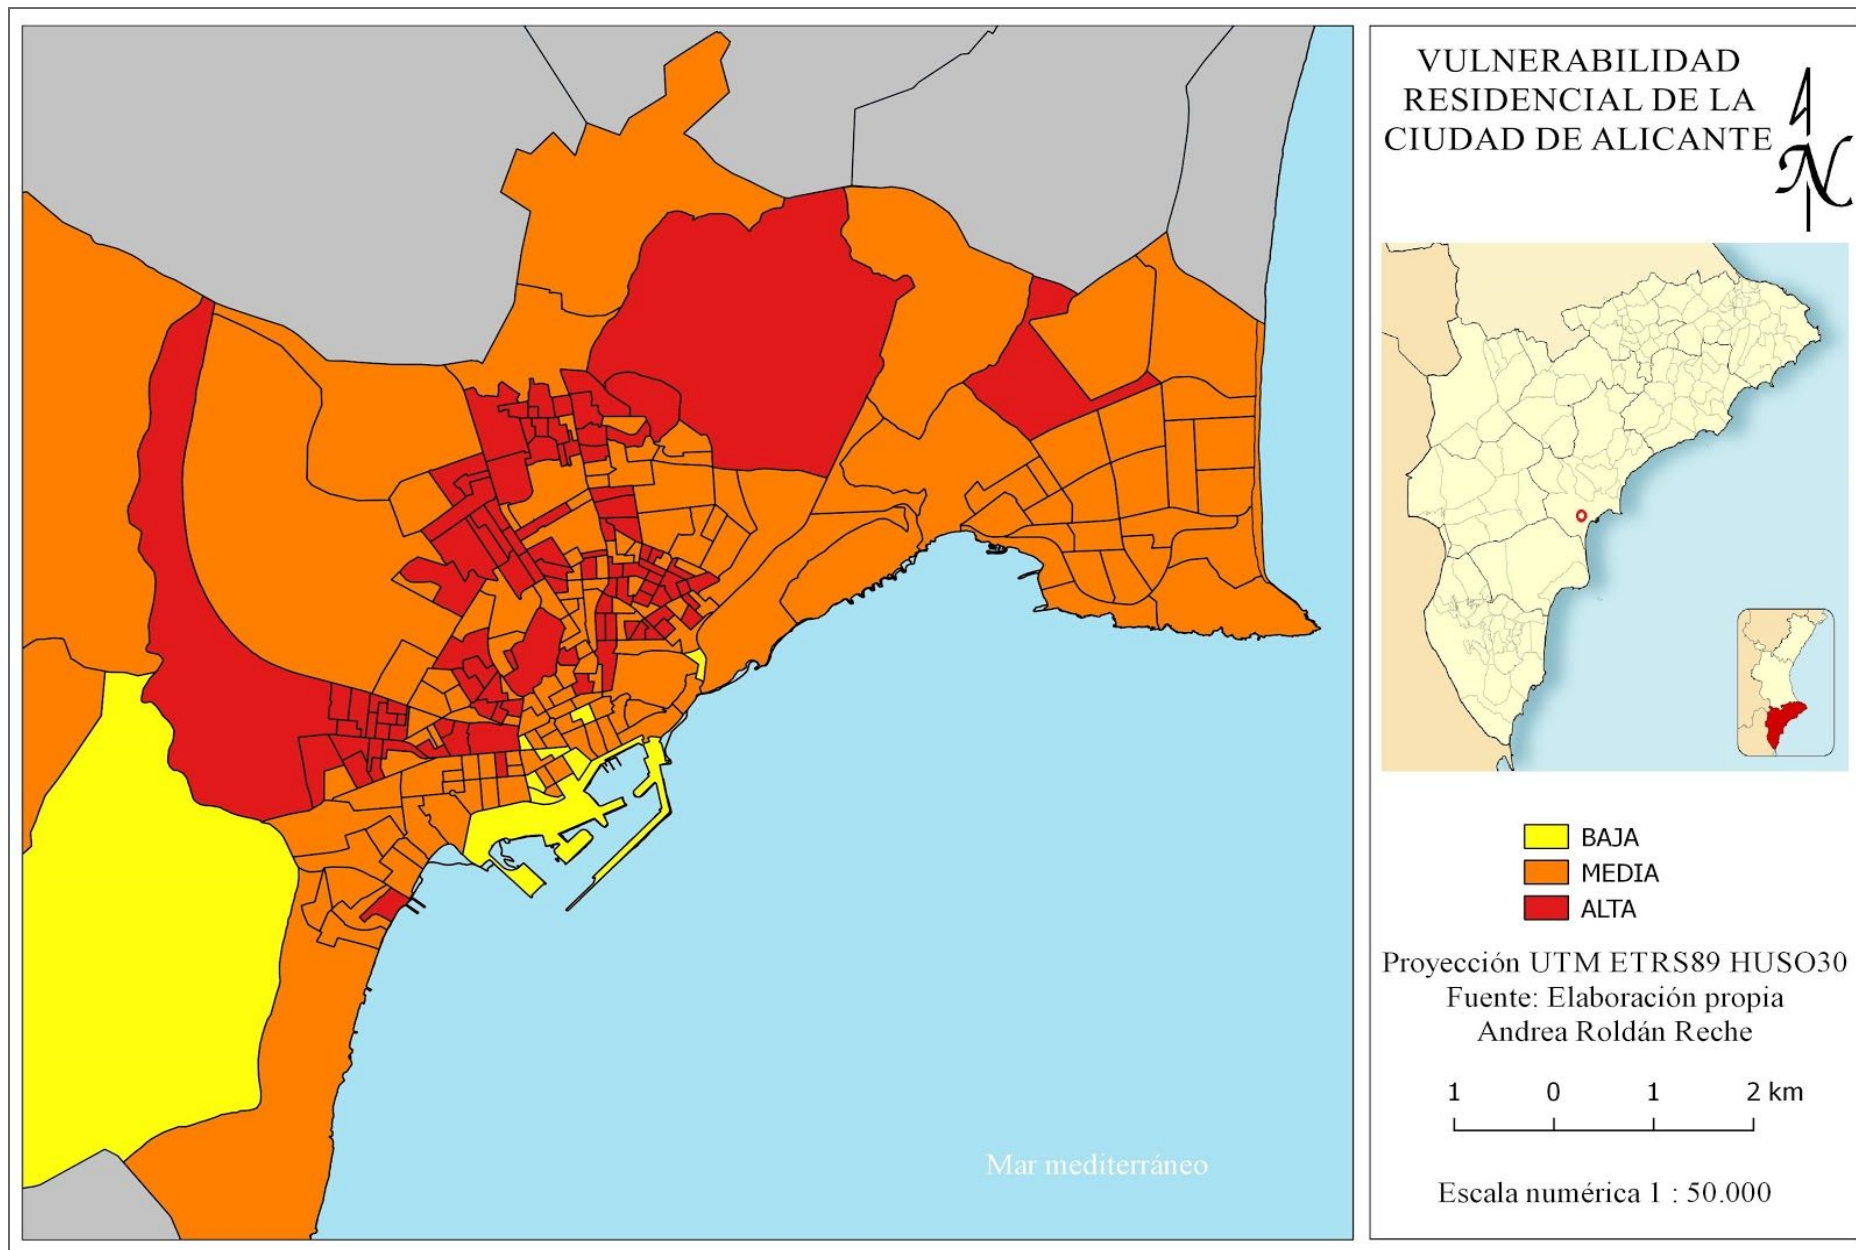 VULNERABILIDAD
RESIDENCIAL DE LA
CIUDAD DE ALICANTE
N
BAJA
MEDIA
ALTA
Proyección UTM ETRS89 HUSO30
Fuente: Elaboración propia
Andrea Roldán Reche
1 0 1 2 km
Escala numérica 1 : 50.000
Mar mediterráneo